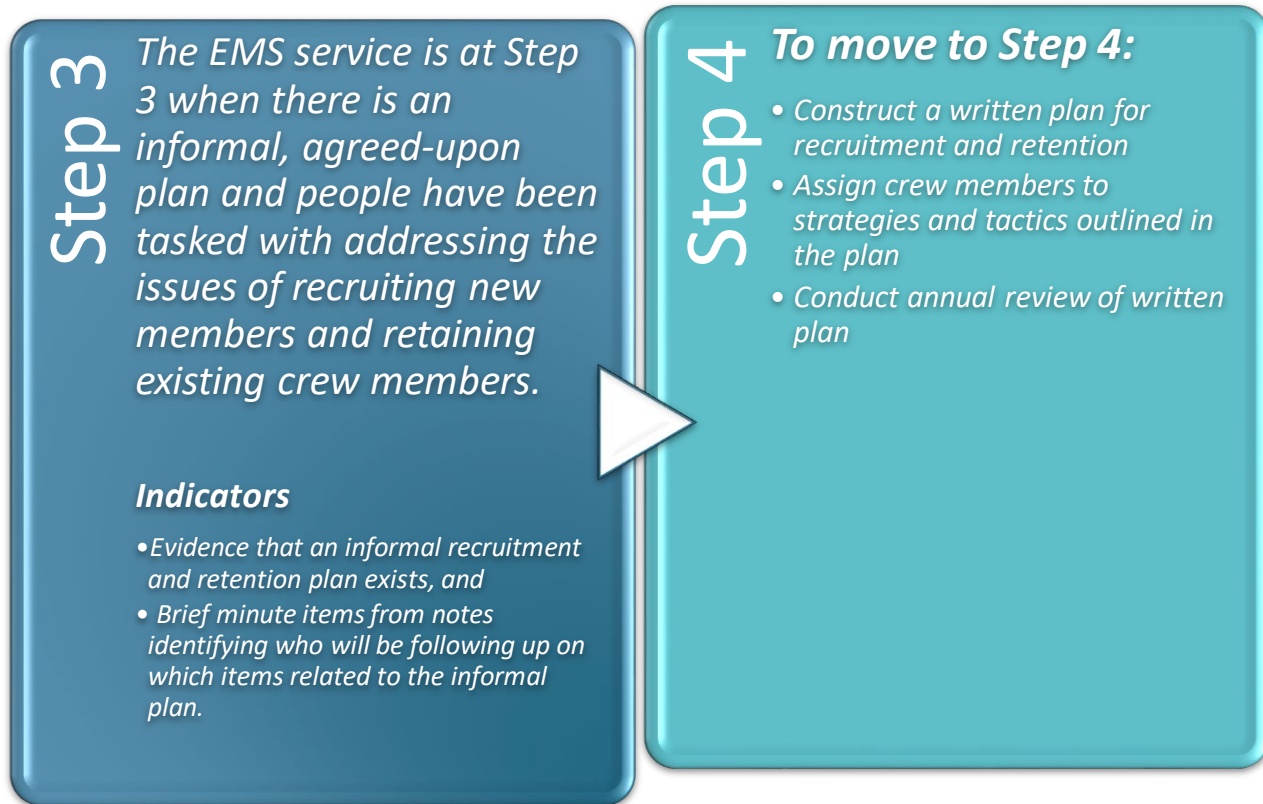 Step 3
The EMS service is at Step
3 when there is an
informal, agreed-upon
plan and people have been
tasked with addressing the
issues of recruiting new
members and retaining
existing crew members.
Indicators
•Evidence that an informal recruitment
and retention plan exists, and
• Brief minute items from notes
identifying who will be following up on
which items related to the informal
plan.
Step 4
To move to Step 4:
• Construct a written plan for
recruitment and retention
• Assign crew members to
strategies and tactics outlined in
the plan
• Conduct annual review of written
plan